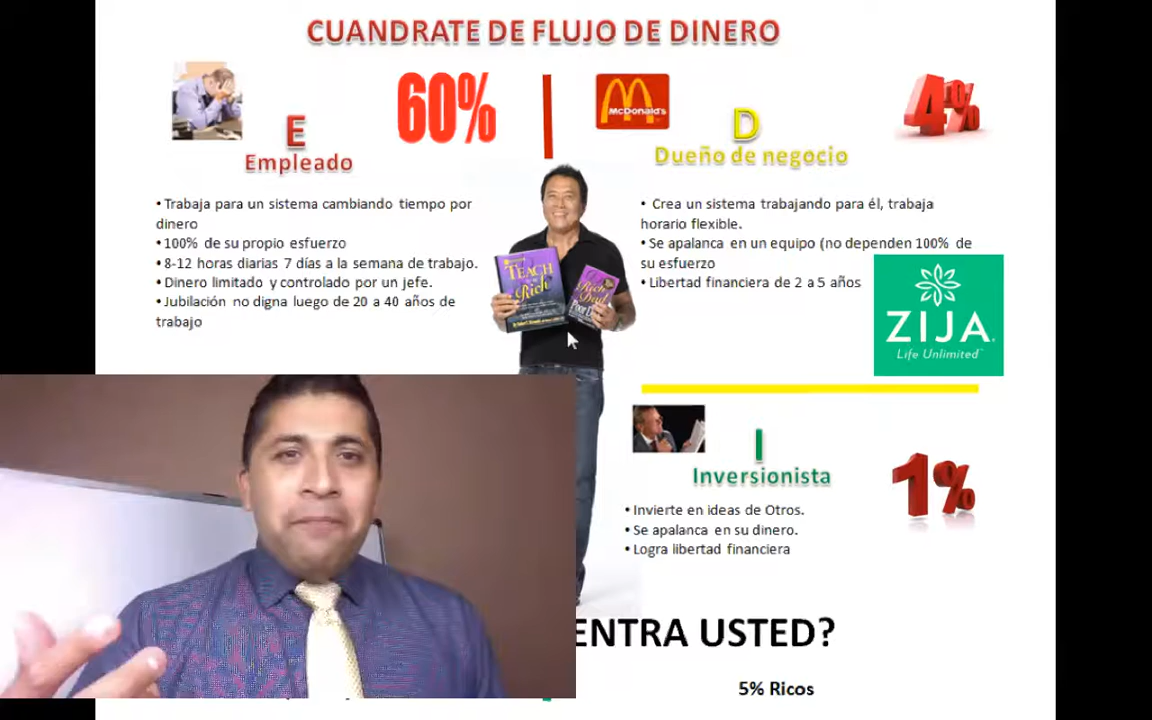 CUANDRATE DE FLUJO DE DINERO
E
Empleado
60%
• Trabaja para un sistema cambiando tiempo por
dinero
• 100% de su propio esfuerzo
• 8-12 horas diarias 7 días a la semana de trabajo.
• Dinero limitado y controlado por un jefe.
• Jubilación no digna luego de 20 a 40 años de
trabajo
McDonald's
D
Dueño de negocio
4%
• Crea un sistema trabajando para él, trabaja
horario flexible.
• Se apalanca en un equipo (no dependen 100% de
su esfuerzo
• Libertad financiera de 2 a 5 años
TEACH
Rich
Rich Dad
ZIJA
Life Unlimited
I
Inversionista
1%
• Invierte en ideas de Otros.
• Se apalanca en su dinero.
• Logra libertad financiera
ENTRA USTED?
5% Ricos